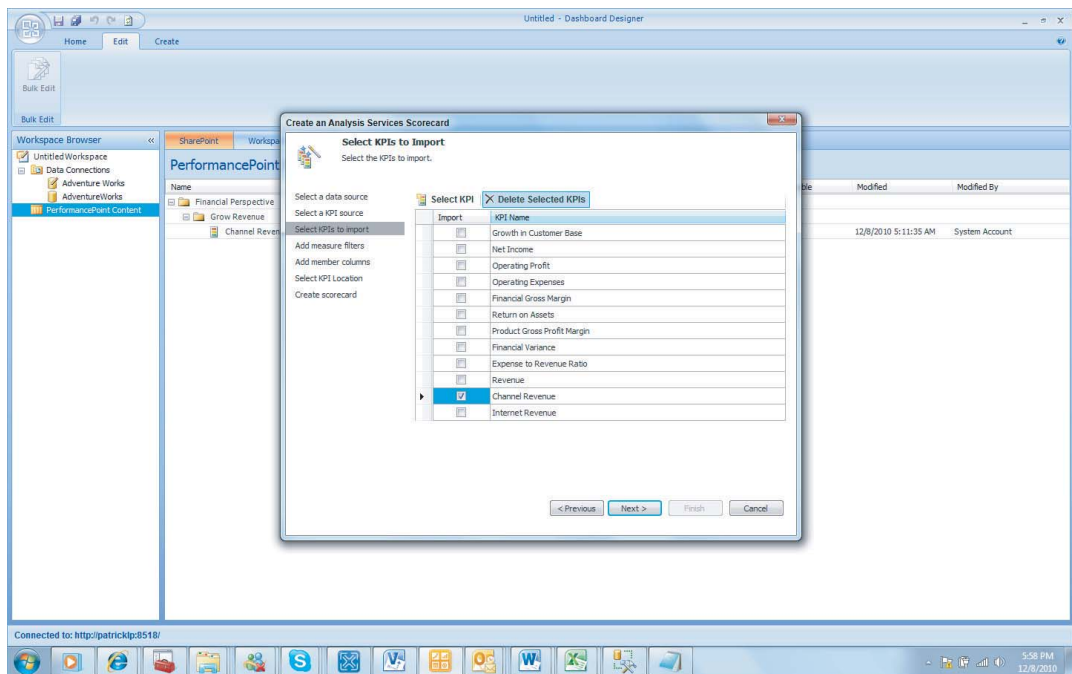 Untitled - Dashboard Designer
Home Edit Create
Bulk Edit
Bulk Edit
Workspace Browser «
Untitled Workspace
Data Connections
Adventure Works
AdventureWorks
PerformancePoint Content
SharePoint Workspa
PerformancePoint
Name Modified Modified By
Financial Perspective
Grow Revenue
Channel Reven 12/8/2010 5:11:35 AM System Account
Create an Analysis Services Scorecard
Select KPIs to Import
Select the KPIs to import.
Select a data source
Select a KPI source
Select KPIs to import
Add measure filters
Add member columns
Select KPI Location
Create scorecard
Select KPI Delete Selected KPIs
Import KPI Name
Growth in Customer Base
Net Income
Operating Profit
Operating Expenses
Financial Gross Margin
Return on Assets
Product Gross Profit Margin
Financial Variance
Expense to Revenue Ratio
Revenue
Channel Revenue
Internet Revenue
< Previous Next > Finish Cancel
Connected to: http://patricklp:8518/
5:58 PM
12/8/2010